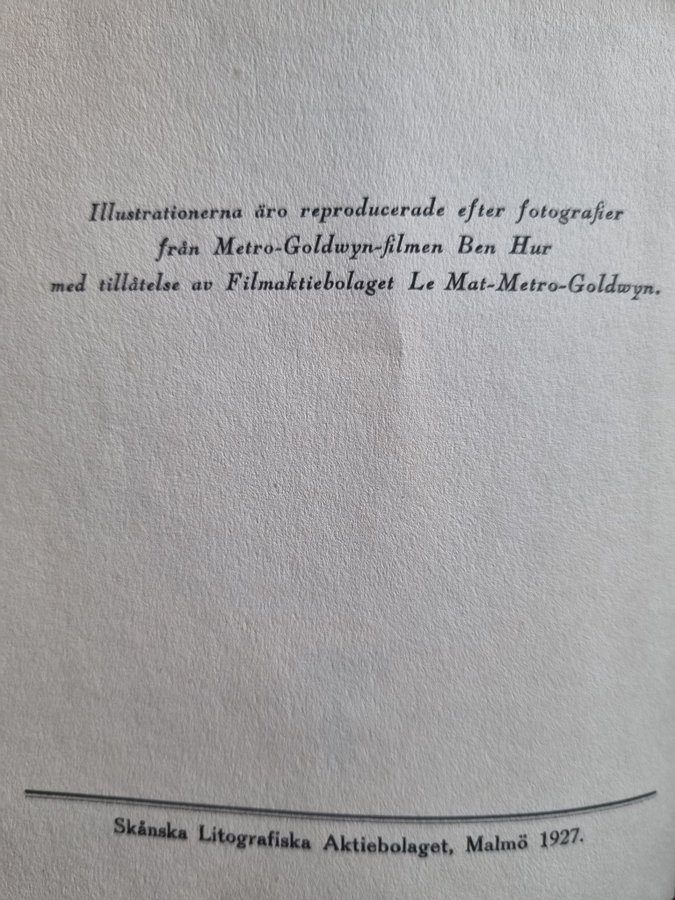 Illustrationerna äro reproducerade efter fotografier
från Metro-Goldwyn-filmen Ben Hur
med tillåtelse av Filmaktiebolaget Le Mat-Metro-Goldwyn.
Skånska Litografiska Aktiebolaget, Malmö 1927.